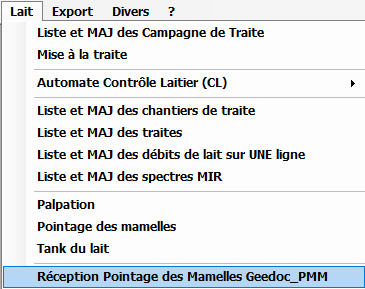 Lait Export Divers ?
Liste et MAJ des Campagne de Traite
Mise à la traite
Automate Contrôle Laitier (CL)
Liste et MAJ des chantiers de traite
Liste et MAJ des traites
Liste et MAJ des débits de lait sur UNE ligne
Liste et MAJ des spectres MIR
Palpation
Pointage des mamelles
Tank du lait
Réception Pointage des Mamelles Geedoc_PMM